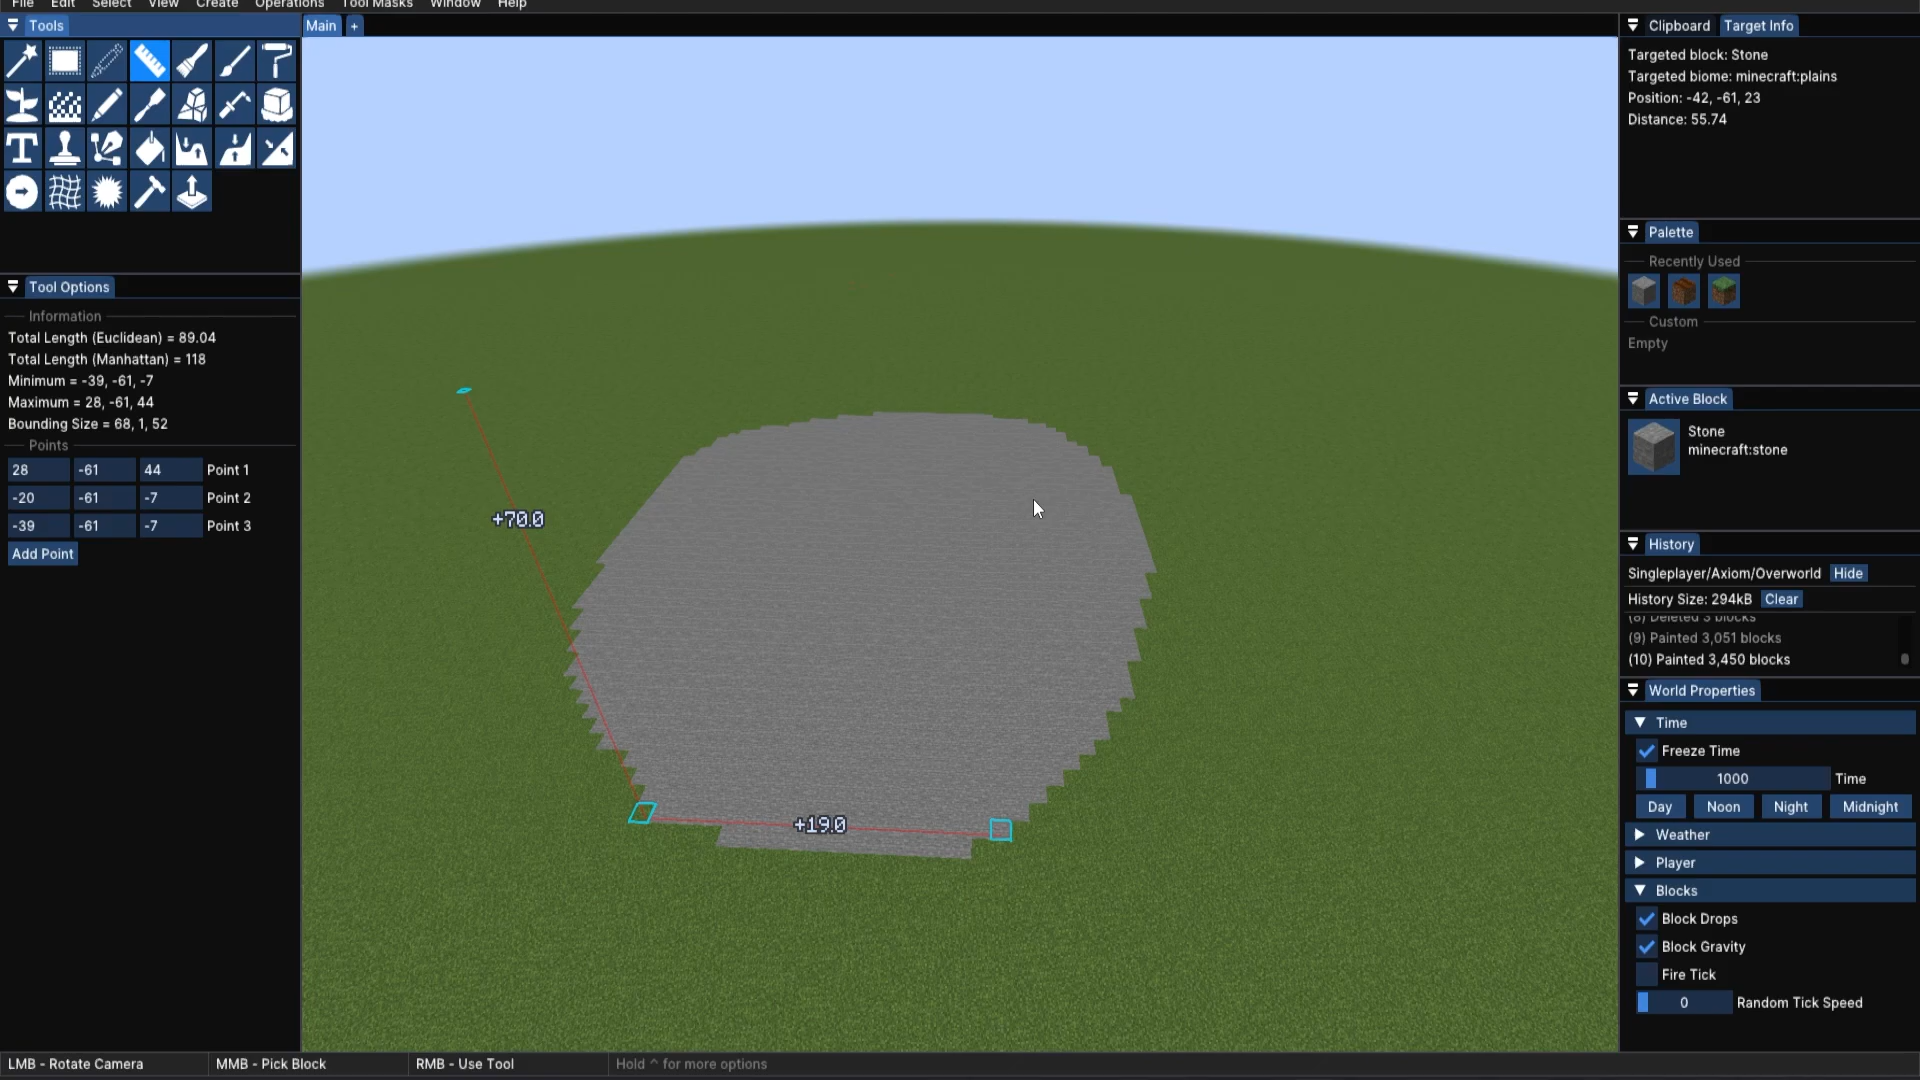 File Edit Select View Create Operations Tool Masks Window Help
Tools
Main +
Clipboard Target Info
Targeted block: Stone
Targeted biome: minecraft:plains
Position: -42, -61, 23
Distance: 55.74
Palette
Recently Used
Custom
Empty
Tool Options
Information
Total Length (Euclidean) = 89.04
Total Length (Manhattan) = 118
Minimum = -39, -61, -7
Maximum = 28, -61, 44
Bounding Size = 68, 1, 52
Points
28 -61 44 Point 1
-20 -61 -7 Point 2
-39 -61 -7 Point 3
Add Point
+70.0
+19.0
Active Block
Stone
minecraft:stone
History
Singleplayer/Axiom/Overworld Hide
History Size: 294kB Clear
(8) Deleted 3 blocks
(9) Painted 3,051 blocks
(10) Painted 3,450 blocks
World Properties
Time
Freeze Time
1000 Time
Day Noon Night Midnight
Weather
Player
Blocks
Block Drops
Block Gravity
Fire Tick
0 Random Tick Speed
LMB - Rotate Camera MMB - Pick Block RMB - Use Tool Hold ^ for more options